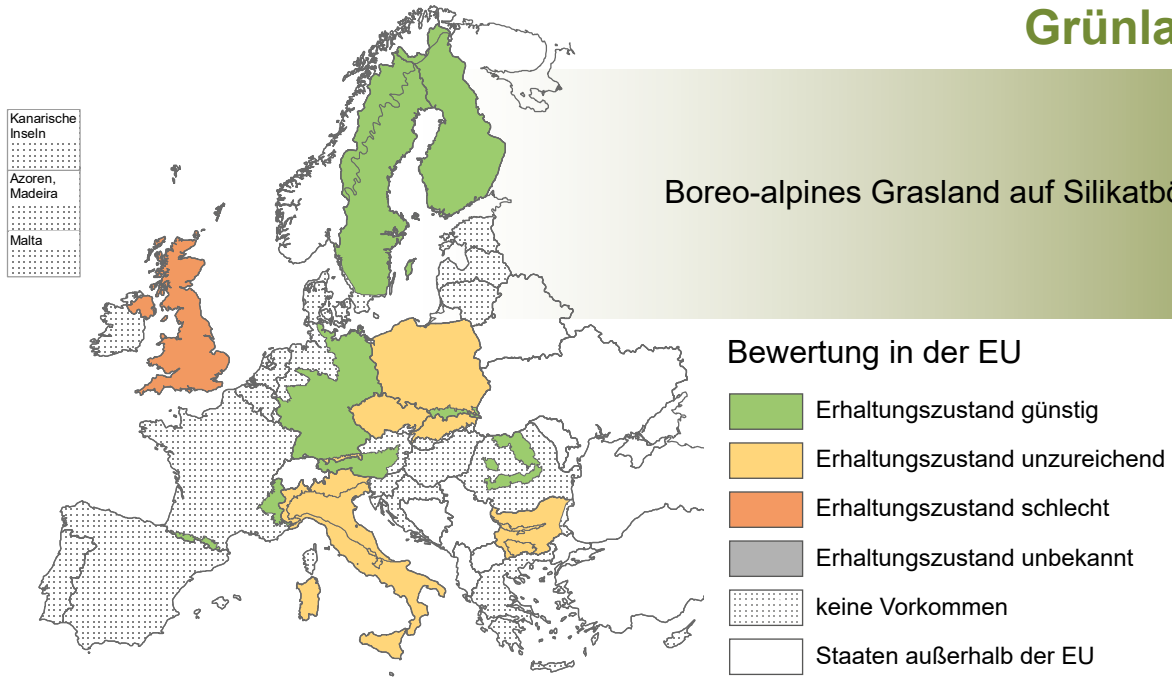 Grünla
Kanarische
Inseln
Azoren,
Madeira
Malta
Boreo-alpines Grasland auf Silikatbö
Bewertung in der EU
Erhaltungszustand günstig
Erhaltungszustand unzureichend
Erhaltungszustand schlecht
Erhaltungszustand unbekannt
keine Vorkommen
Staaten außerhalb der EU